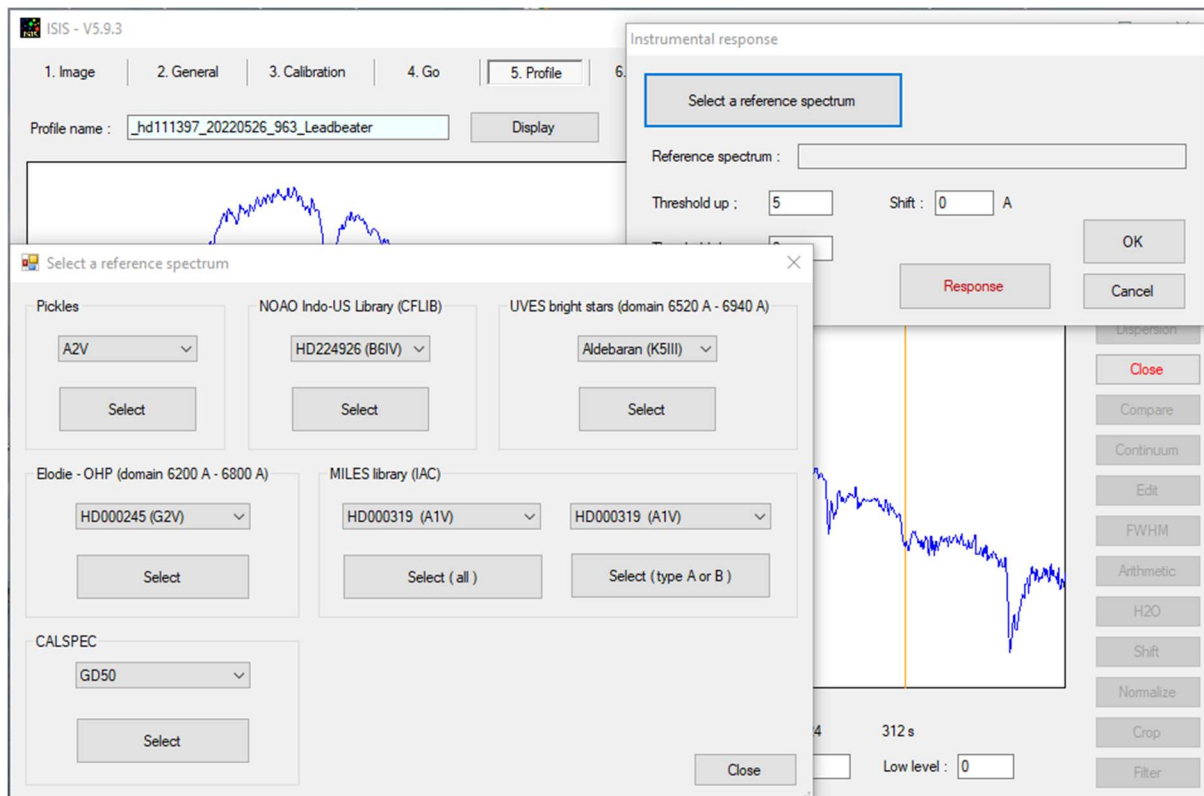 ISIS - V5.9.3
Instrumental response
1. Image 2. General 3. Calibration 4. Go 5. Profile 6.
Profile name : _hd111397_20220526_963_Leadbeater Display
Select a reference spectrum
Reference spectrum :
Threshold up ; 5 Shift : 0 A
OK
Response Cancel
Select a reference spectrum
Pickles NOAO Indo-US Library (CFLIB) UVES bright stars (domain 6520 A - 6940 A)
A2V HD224926 (B6IV) Aldebaran (K5III)
Select Select Select
Elodie - OHP (domain 6200 A - 6800 A) MILES library (IAC)
HD000245 (G2V) HD000319 (A1V) HD000319 (A1V)
Select Select ( all ) Select ( type A or B )
CALSPEC
GD50
Select
Close
Dispersion
Close
Compare
Continuum
Edit
FWHM
Arithmetic
H2O
Shift
Normalize
Crop
Filter
312 s
Low level : 0